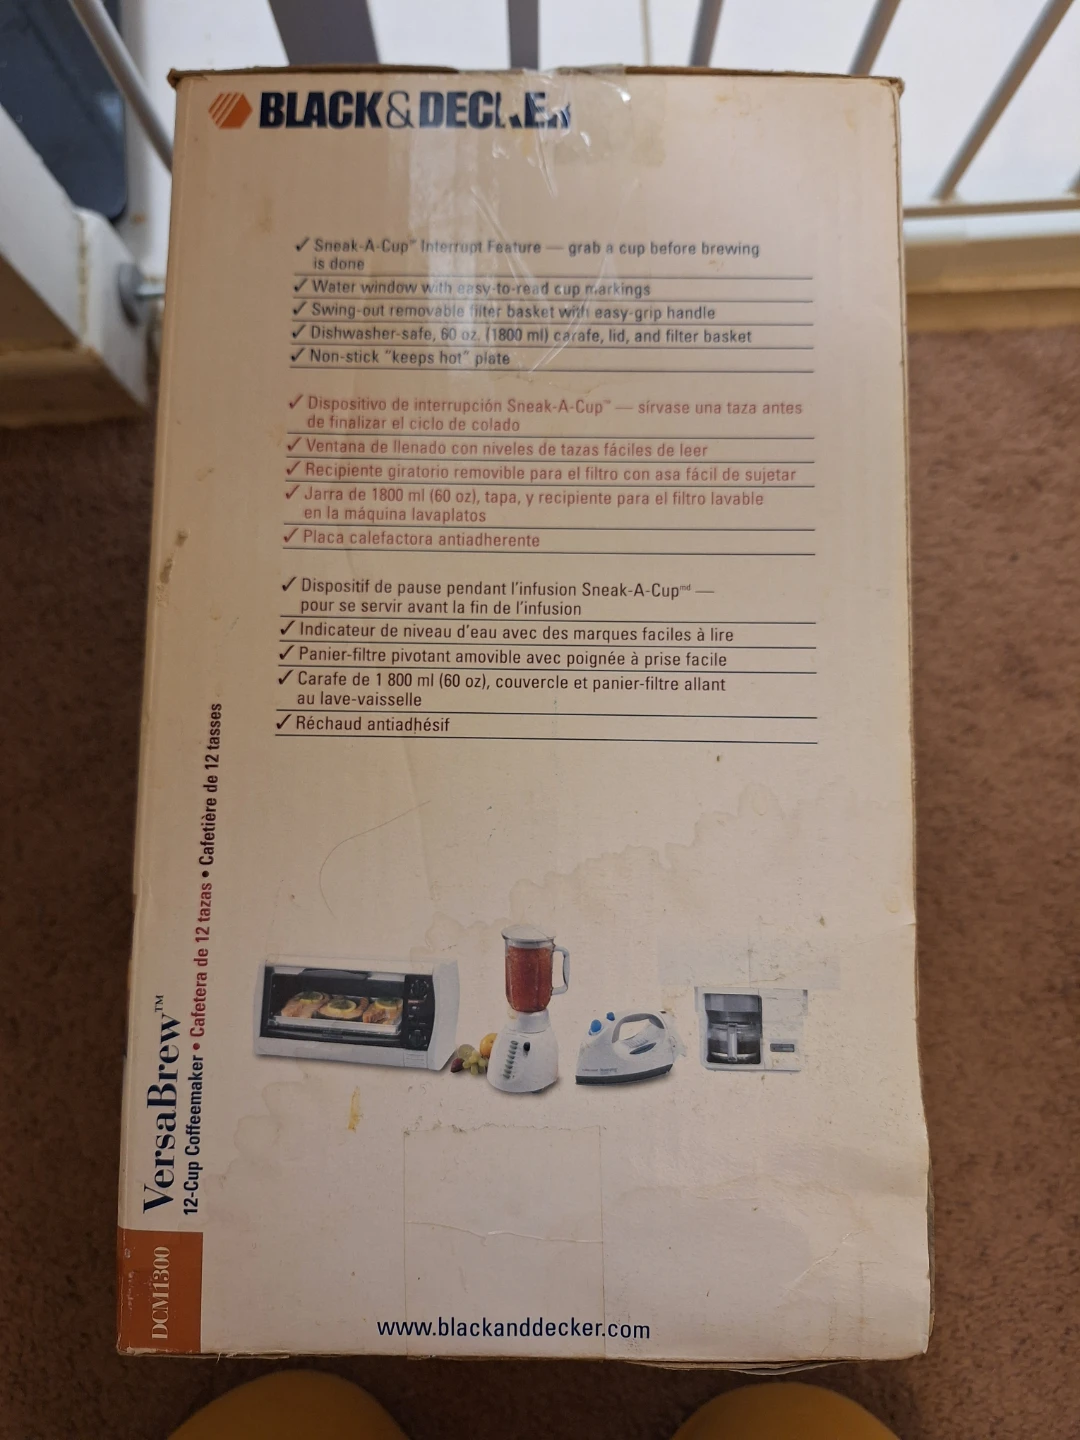 BLACK&DECKER
✓ Sneak-A-Cup™ Interrupt Feature — grab a cup before brewing
is done
✓ Water window with easy-to-read cup markings
✓ Swing-out removable filter basket with easy-grip handle
✓ Dishwasher-safe, 60 oz. (1800 ml) carafe, lid, and filter basket
✓ Non-stick “keeps hot” plate
✓ Dispositivo de interrupción Sneak-A-Cup™ — sírvase una taza antes
de finalizar el ciclo de colado
✓ Ventana de llenado con niveles de tazas fáciles de leer
✓ Recipiente giratorio removible para el filtro con asa fácil de sujetar
✓ Jarra de 1800 ml (60 oz), tapa, y recipiente para el filtro lavable
en la máquina lavaplatos
✓ Placa calefactora antiadherente
✓ Dispositif de pause pendant l’infusion Sneak-A-Cup md —
pour se servir avant la fin de l’infusion
✓ Indicateur de niveau d’eau avec des marques faciles à lire
✓ Panier-filtre pivotant amovible avec poignée à prise facile
✓ Carafe de 1 800 ml (60 oz), couvercle et panier-filtre allant
au lave-vaisselle
✓ Réchaud antiadhésif
DCM1300
VersaBrew™
12-Cup Coffeemaker • Cafetera de 12 tazas • Cafetière de 12 tasses
www.blackanddecker.com